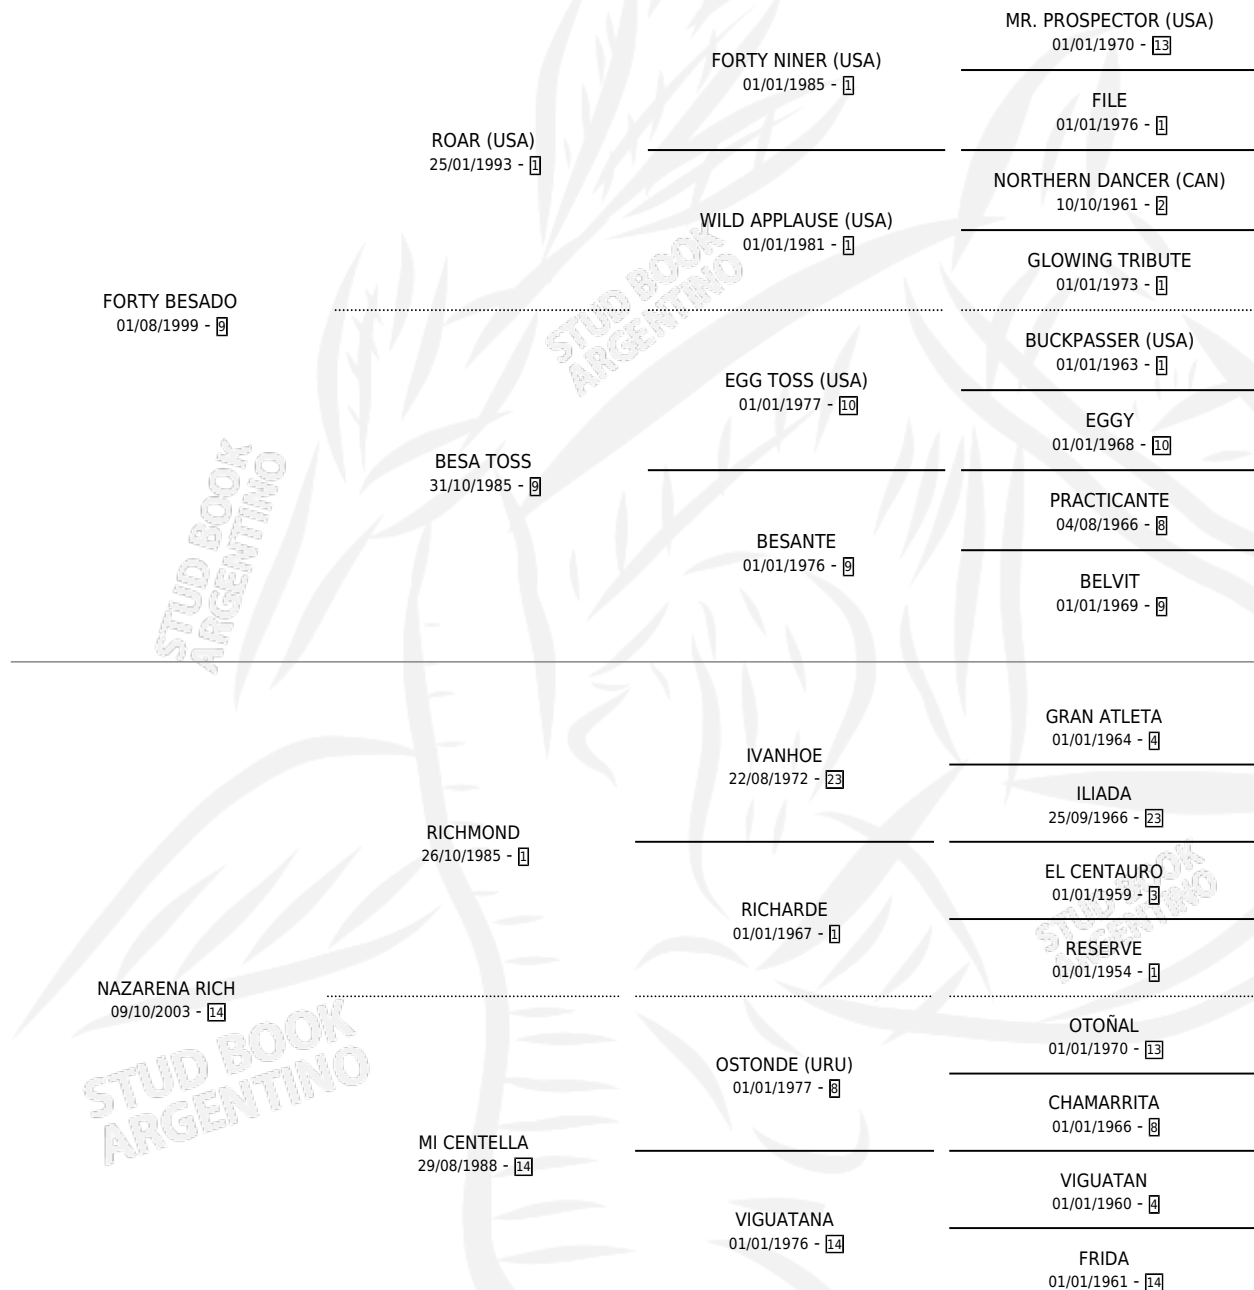 MR. PROSPECTOR (USA)
01/01/1970 - 13
FORTY NINER (USA)
01/01/1985 - 1
FILE
01/01/1976 - 1
ROAR (USA)
25/01/1993 - 1
NORTHERN DANCER (CAN)
10/10/1961 - 2
WILD APPLAUSE (USA)
01/01/1981 - 1
GLOWING TRIBUTE
01/01/1973 - 1
FORTY BESADO
01/08/1999 - 9
BUCKPASSER (USA)
01/01/1963 - 1
EGG TOSS (USA)
01/01/1977 - 10
EGGY
01/01/1968 - 10
BESA TOSS
31/10/1985 - 9
PRACTICANTE
04/08/1966 - 8
BESANTE
01/01/1976 - 9
BELVIT
01/01/1969 - 9
STUD BOOK
ARGENTINO
STUD BOOK
ARGENTINO
GRAN ATLETA
01/01/1964 - 4
IVANHOE
22/08/1972 - 23
ILIADA
25/09/1966 - 23
RICHMOND
26/10/1985 - 1
EL CENTAURO
01/01/1959 - 3
RICHARDE
01/01/1967 - 1
RESERVE
01/01/1954 - 1
NAZARENA RICH
09/10/2003 - 14
OTOÑAL
01/01/1970 - 13
OSTONDE (URU)
01/01/1977 - 8
CHAMARRITA
01/01/1966 - 8
MI CENTELLA
29/08/1988 - 14
VIGUATAN
01/01/1960 - 4
VIGUATANA
01/01/1976 - 14
FRIDA
01/01/1961 - 14
STUD BOOK
ARGENTINO
STUD BOOK
ARGENTINO